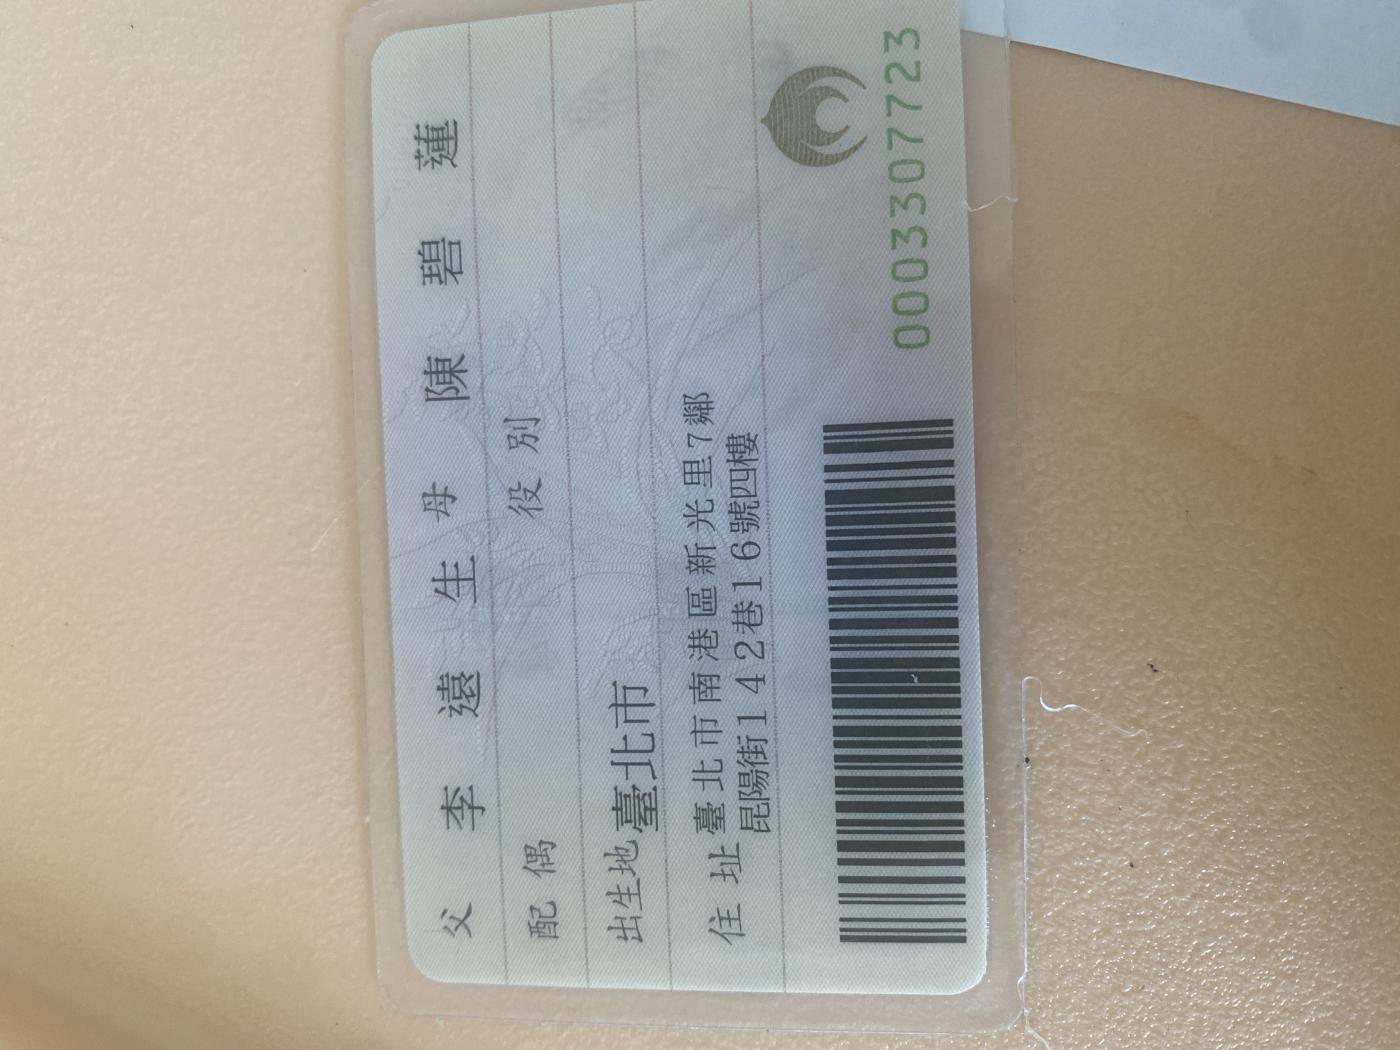 父 李遠生 母 陳碧蓮
配偶 役別
出生地 臺北市
住址 臺北市南港區新光里7鄰
昆陽街142巷16號四樓
0003307723